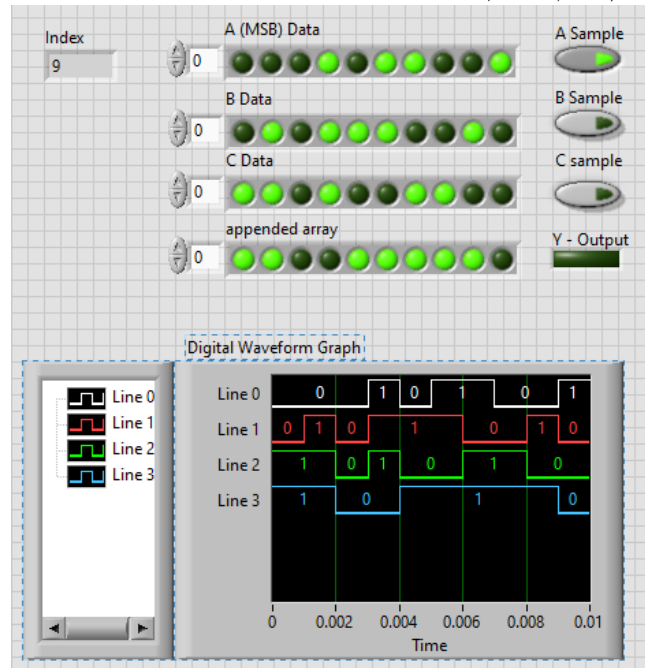 Index
9
A (MSB) Data
0
A Sample
B Data
0
B Sample
C Data
0
C sample
appended array
0
Y - Output
Digital Waveform Graph
Line 0
Line 1
Line 2
Line 3
Line 0 0 1 0 1 0 1
Line 1 0 1 0 1 0 1 0
Line 2 1 0 1 0 1 0
Line 3 1 0 1 0
0 0.002 0.004 0.006 0.008 0.01
Time